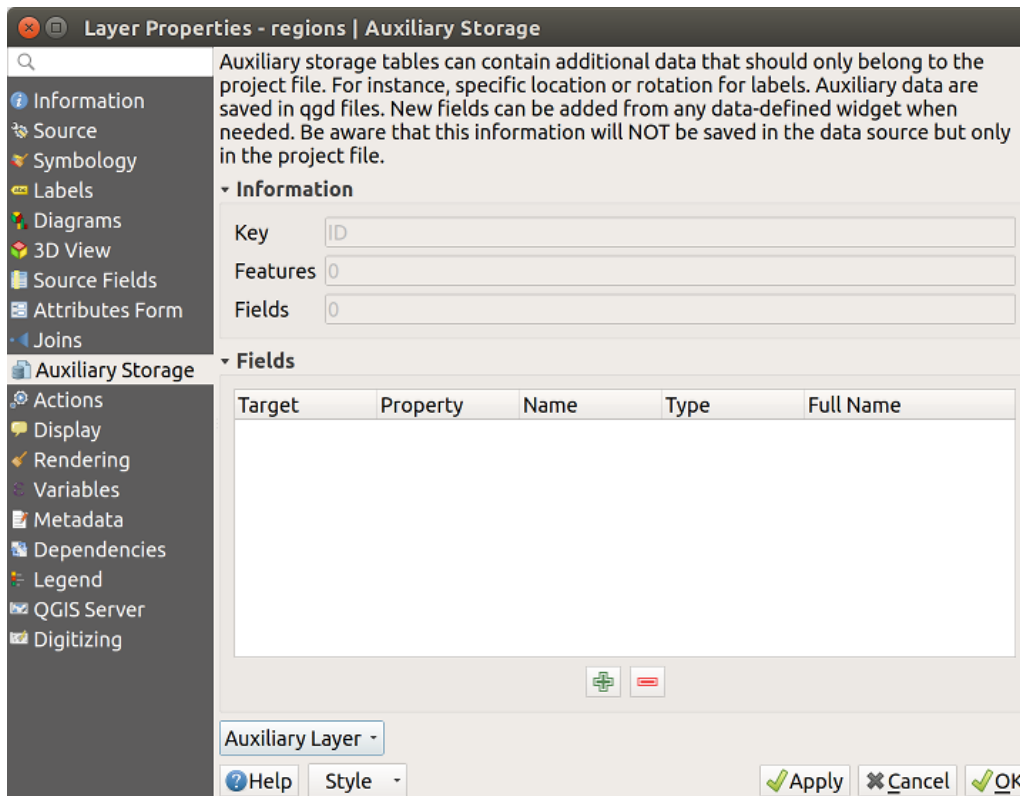 Layer Properties - regions | Auxiliary Storage
Information
Source
Symbology
Labels
Diagrams
3D View
Source Fields
Attributes Form
Joins
Auxiliary Storage
Actions
Display
Rendering
Variables
Metadata
Dependencies
Legend
QGIS Server
Digitizing
Auxiliary storage tables can contain additional data that should only belong to the
project file. For instance, specific location or rotation for labels. Auxiliary data are
saved in qgd files. New fields can be added from any data-defined widget when
needed. Be aware that this information will NOT be saved in the data source but only
in the project file.
Information
Key ID
Features 0
Fields 0
Fields
Target Property Name Type Full Name
Auxiliary Layer
Help Style Apply Cancel OK